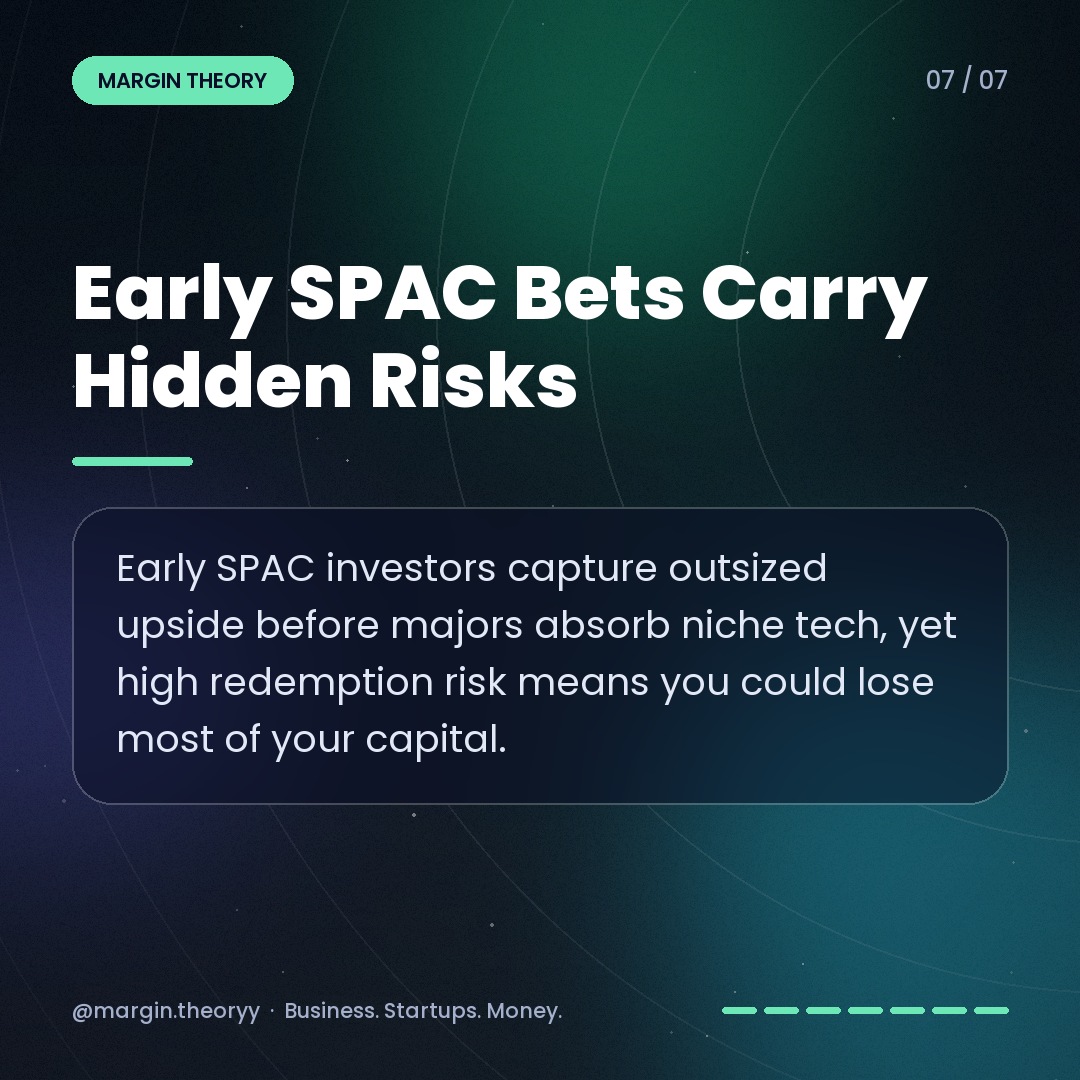 MARGIN THEORY
07 / 07
Early SPAC Bets Carry
Hidden Risks
Early SPAC investors capture outsized
upside before majors absorb niche tech, yet
high redemption risk means you could lose
most of your capital.
@margin.theoryy · Business. Startups. Money.